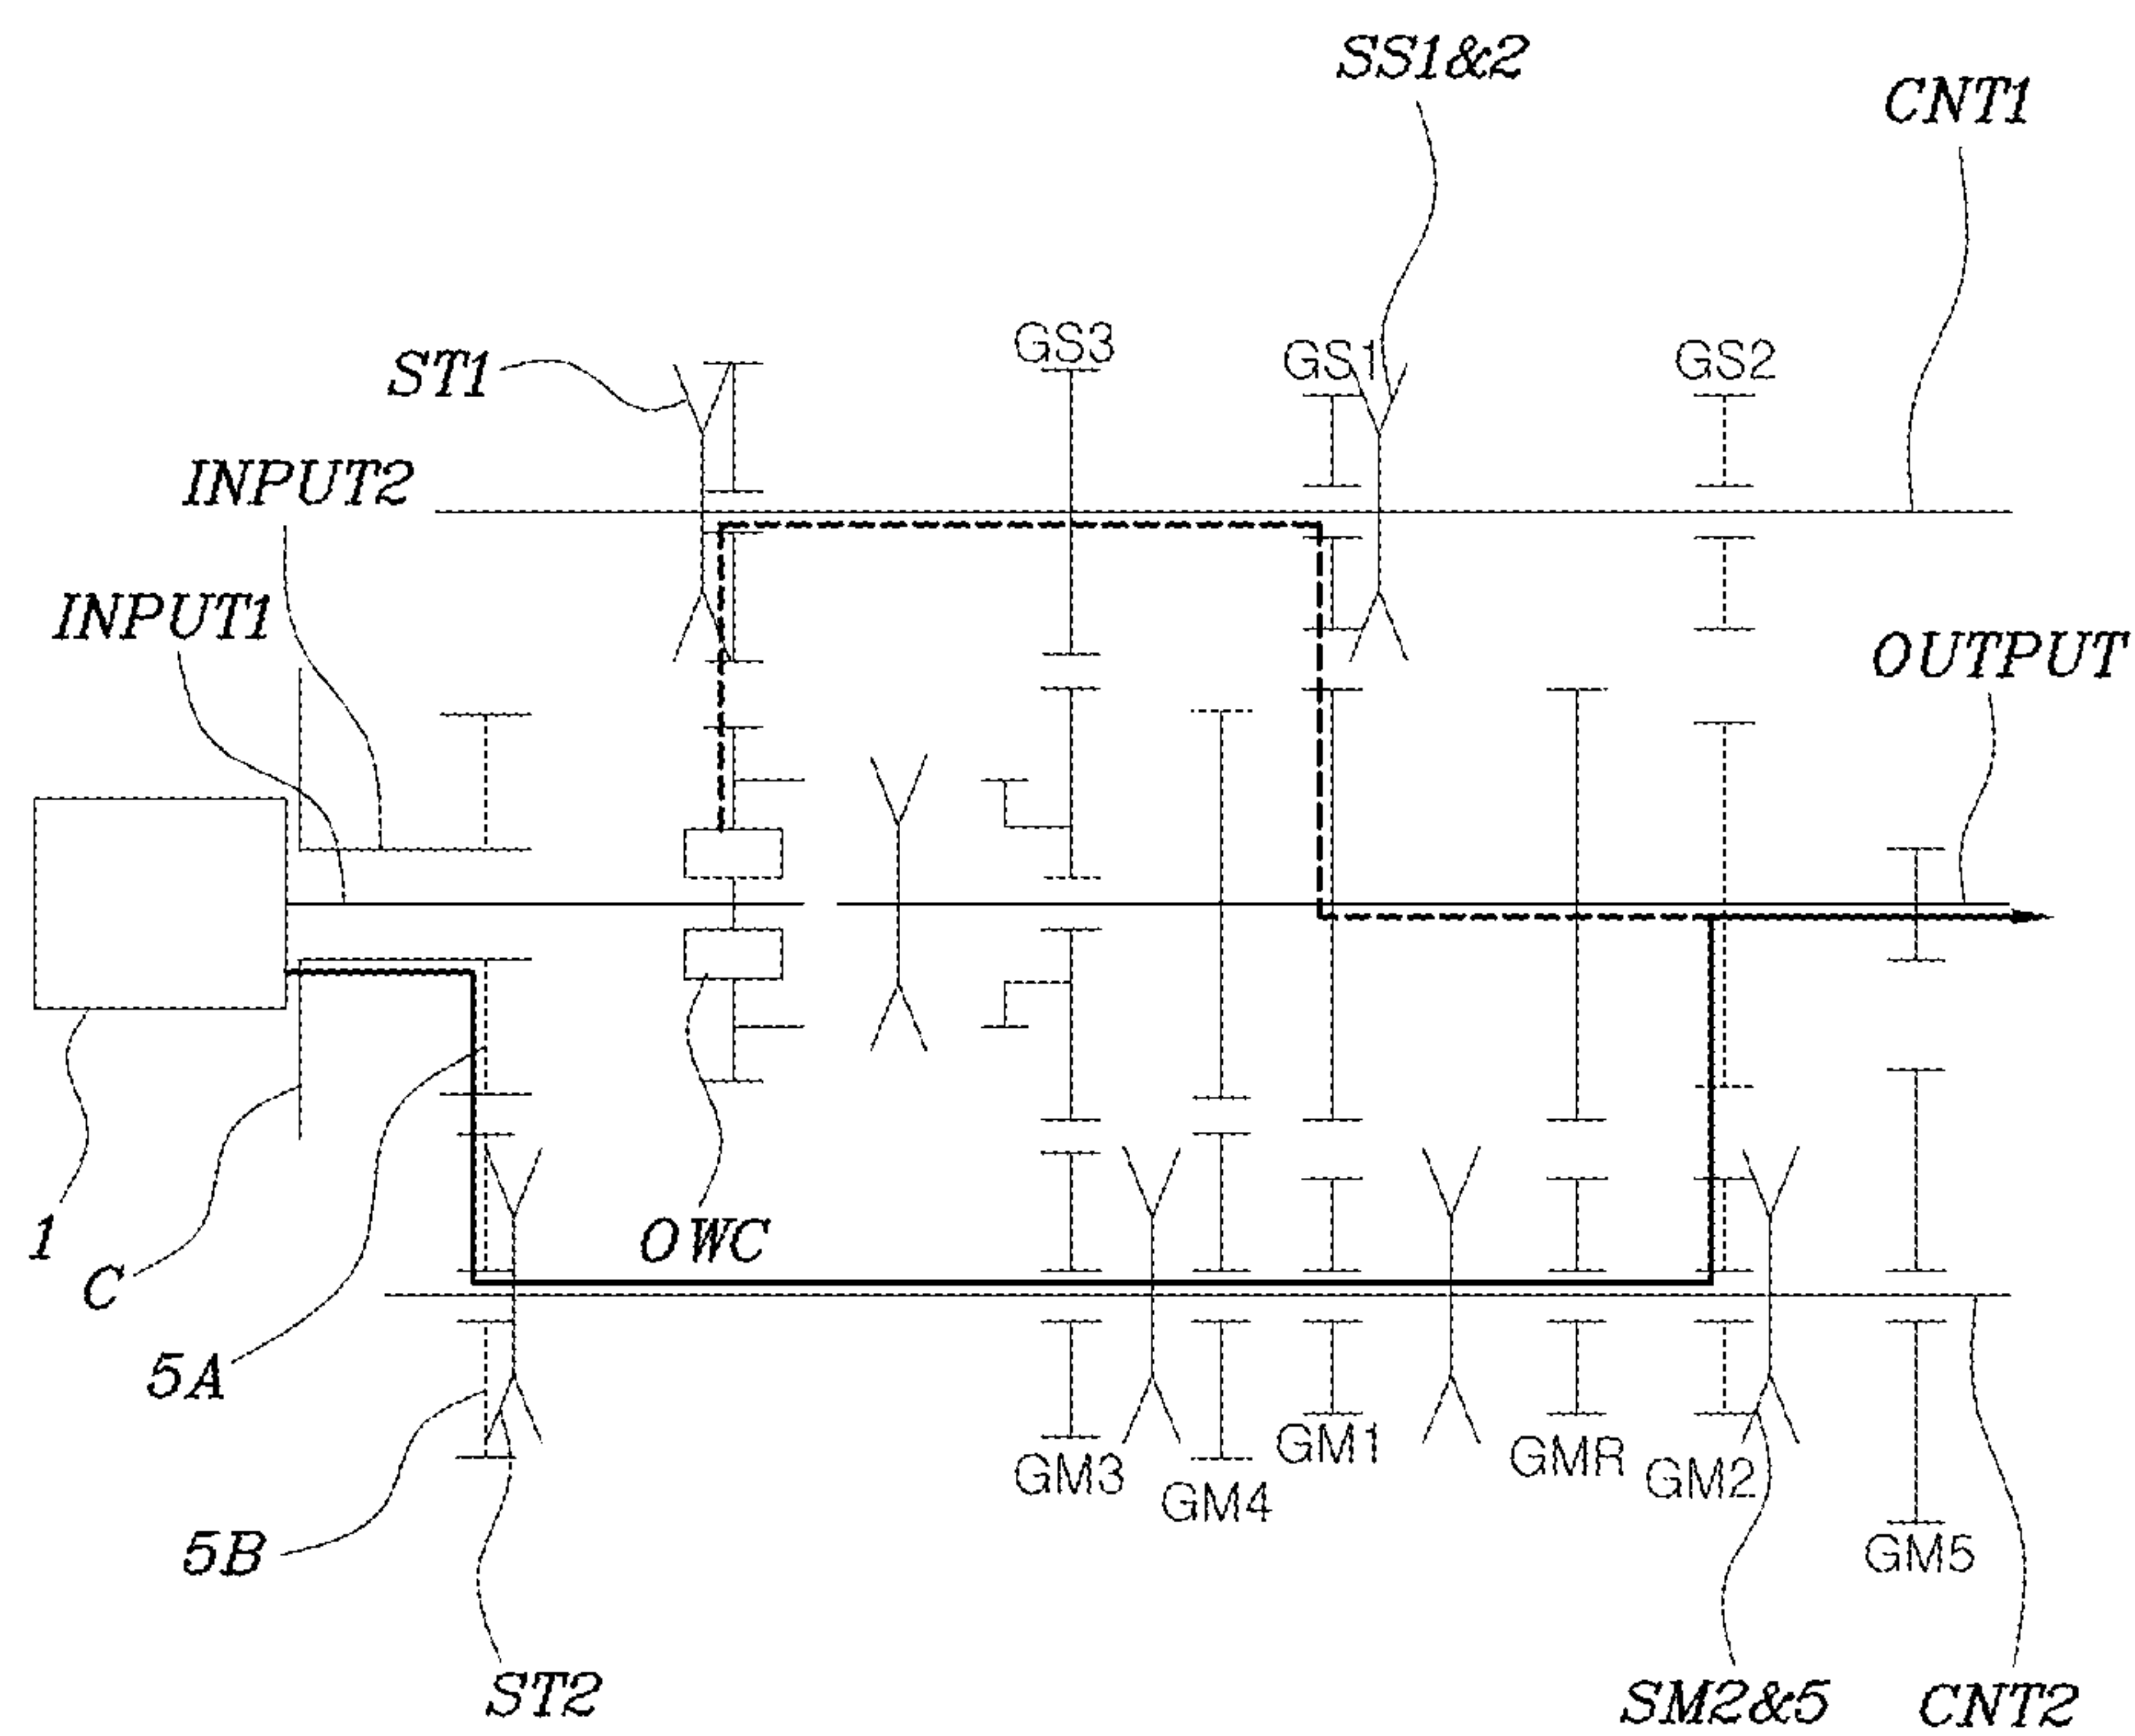 SS1&2
CNT1
GS3
GS1
GS2
ST1
INPUT2
INPUT1
OUTPUT
1
C
OWC
5A
GM3
GM4
GM1
GMR
GM2
5B
GM5
ST2
SM2&5
CNT2